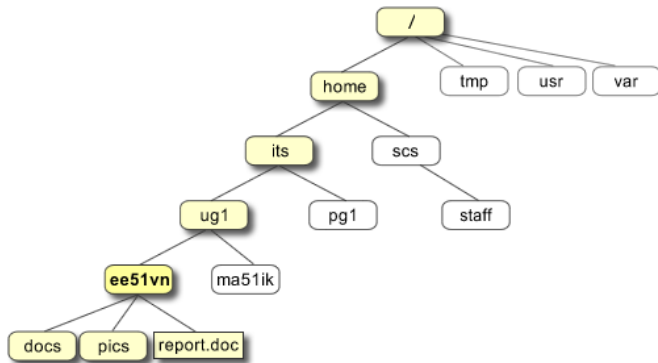 /
home
tmp
usr
var
its
scs
ug1
pg1
staff
ee51vn
ma51ik
docs
pics
report.doc